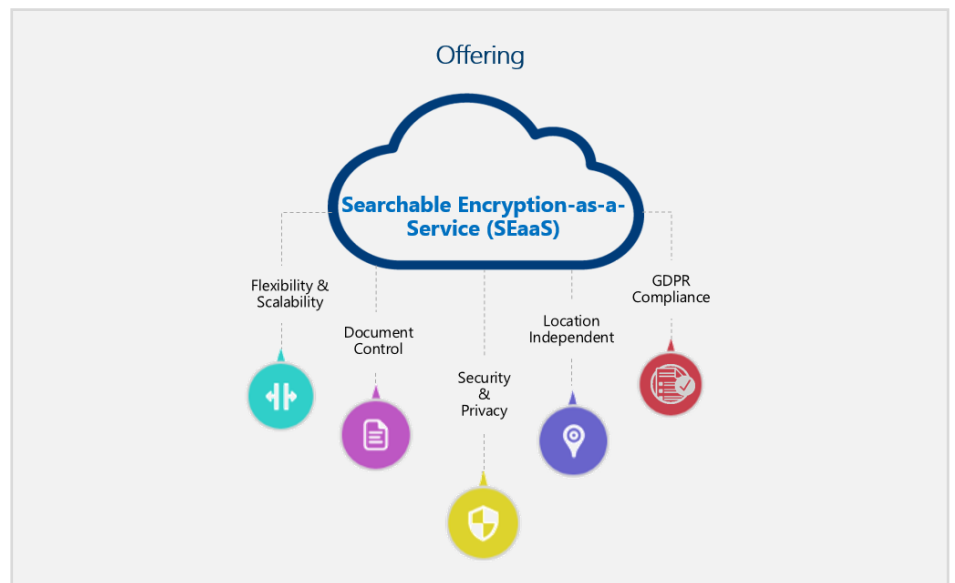 Offering
Searchable Encryption-as-a-
Service (SEaaS)
Flexibility &
Scalability
Document
Control
Security
&
Privacy
Location
Independent
GDPR
Compliance